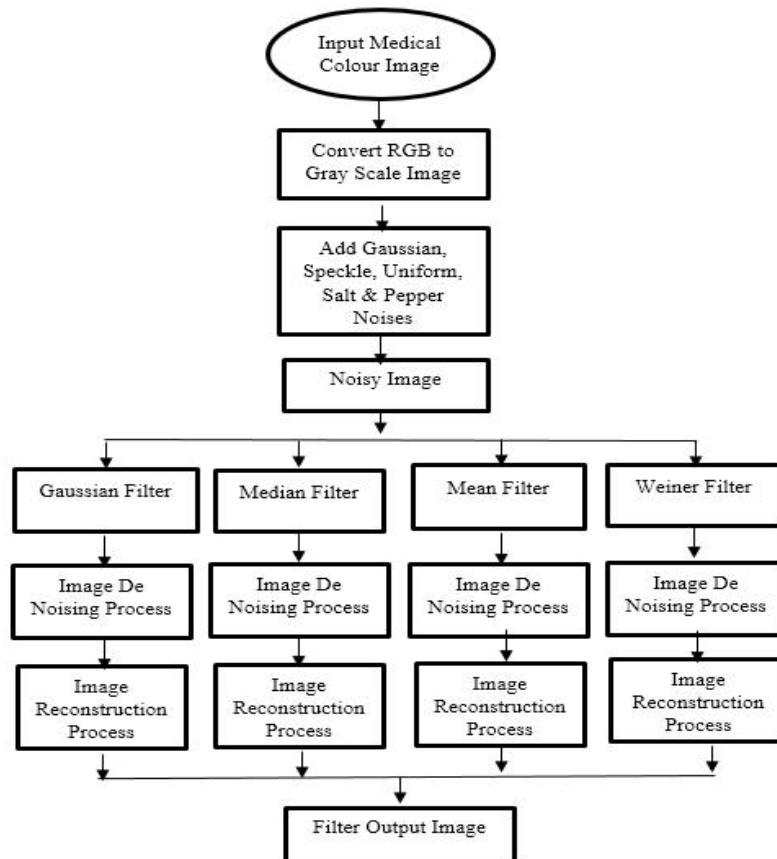 Input Medical
Colour Image
Convert RGB to
Gray Scale Image
Add Gaussian,
Speckle, Uniform,
Salt & Pepper
Noises
Noisy Image
Gaussian Filter
Median Filter
Mean Filter
Weiner Filter
Image De
Noising Process
Image De
Noising Process
Image De
Noising Process
Image De
Noising Process
Image
Reconstruction
Process
Image
Reconstruction
Process
Image
Reconstruction
Process
Image
Reconstruction
Process
Filter Output Image